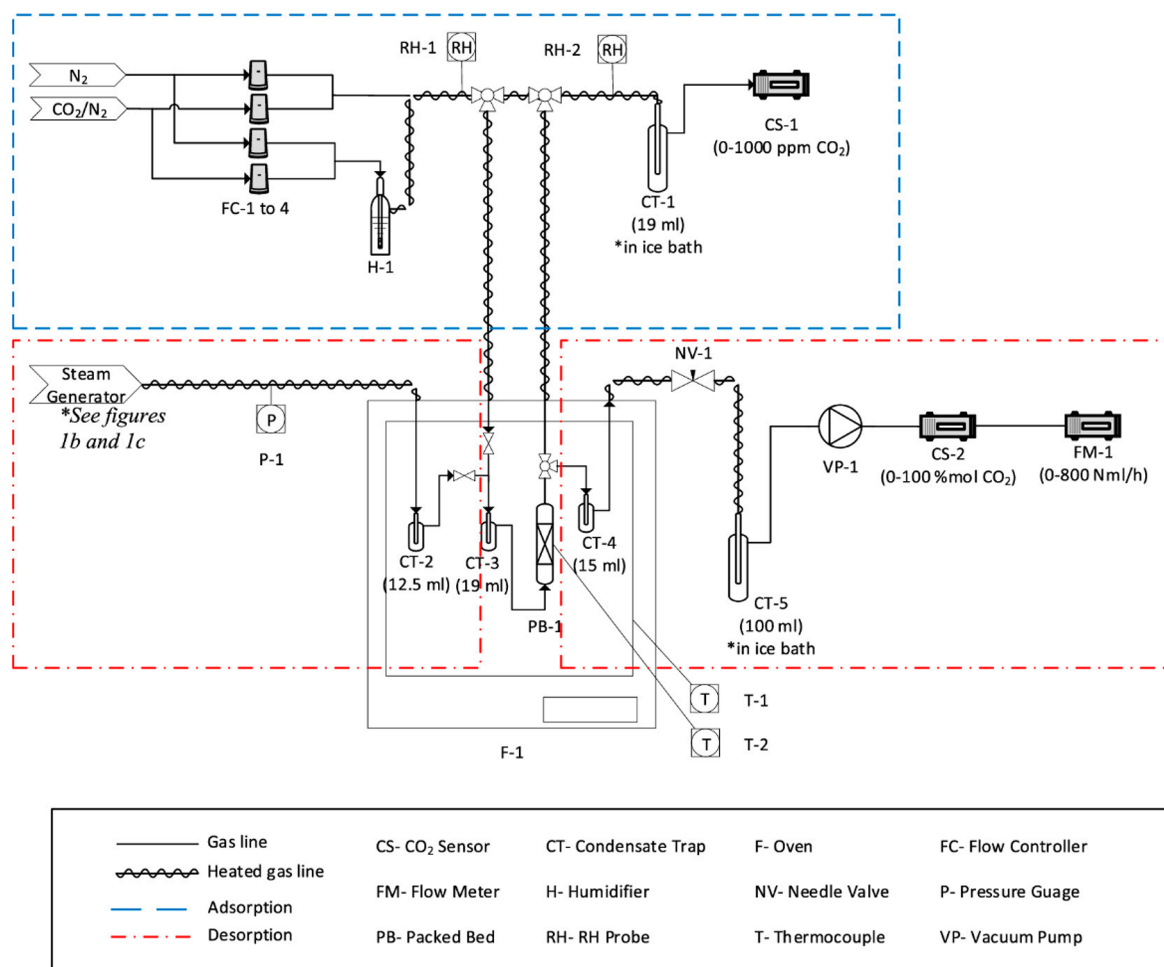 RH-1
RH
RH-2
RH
N2
CO2/N2
FC-1 to 4
H-1
CT-1
(19 ml)
*in ice bath
CS-1
(0-1000 ppm CO2)
Steam
Generator
*See figures
1b and 1c
P
P-1
NV-1
VP-1
CS-2
(0-100 %mol CO2)
FM-1
(0-800 Nml/h)
CT-2
(12.5 ml)
CT-3
(19 ml)
PB-1
CT-4
(15 ml)
CT-5
(100 ml)
*in ice bath
T
T-1
T
T-2
F-1
Gas line
Heated gas line
Adsorption
Desorption
CS- CO2 Sensor
CT- Condensate Trap
F- Oven
FC- Flow Controller
FM- Flow Meter
H- Humidifier
NV- Needle Valve
P- Pressure Guage
PB- Packed Bed
RH- RH Probe
T- Thermocouple
VP- Vacuum Pump